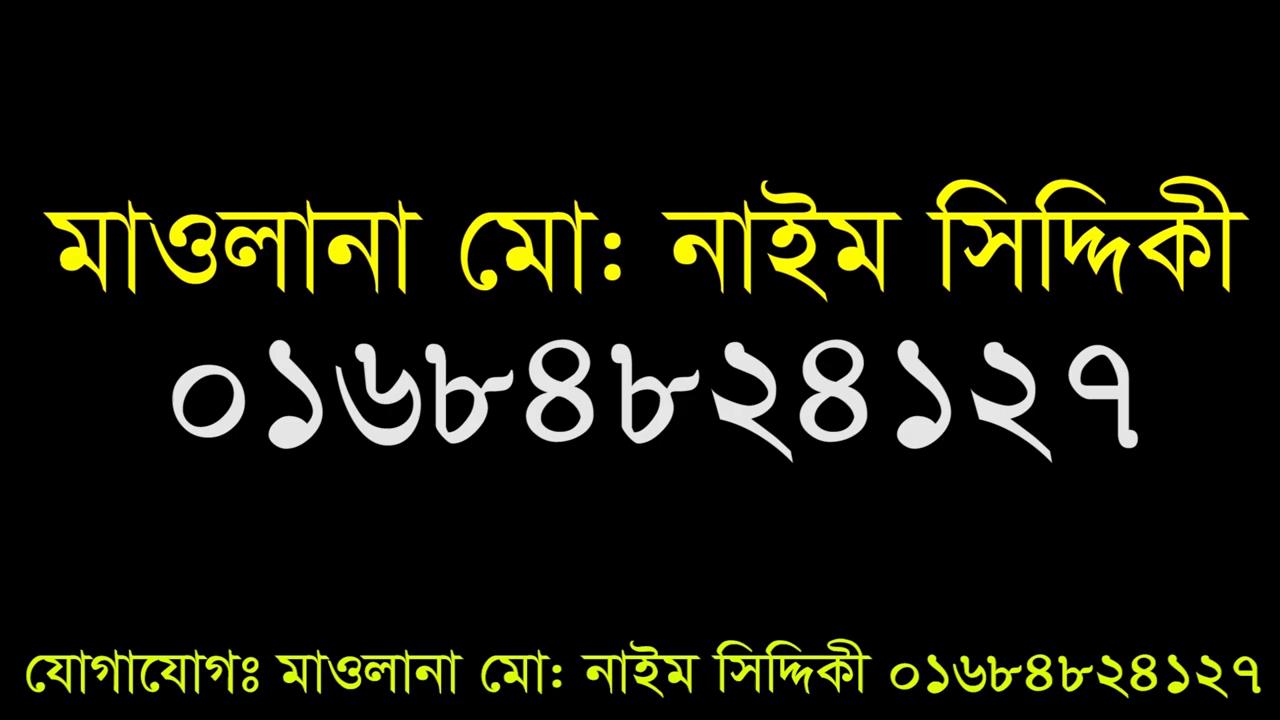 মাওলানা মো: নাইম সিদ্দিকী
০১৬৮৪৮২৪১২৭
যোগাযোগঃ মাওলানা মো: নাইম সিদ্দিকী ০১৬৮৪৮২৪১২৭